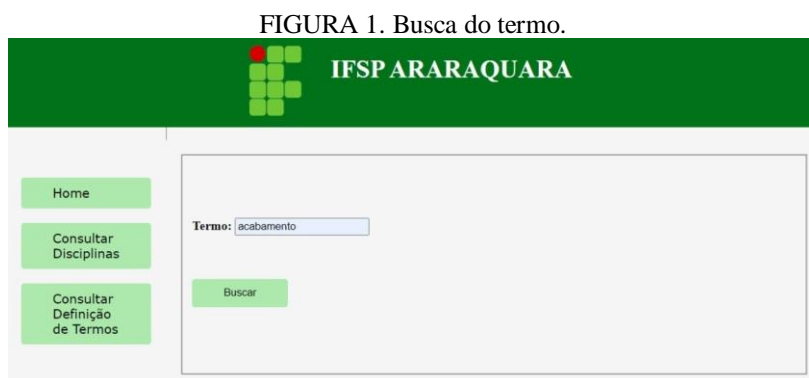 FIGURA 1. Busca do termo.
IFSP ARARAQUARA
Home
Consultar
Disciplinas
Consultar
Definição
de Termos
Termo: acabamento
Buscar